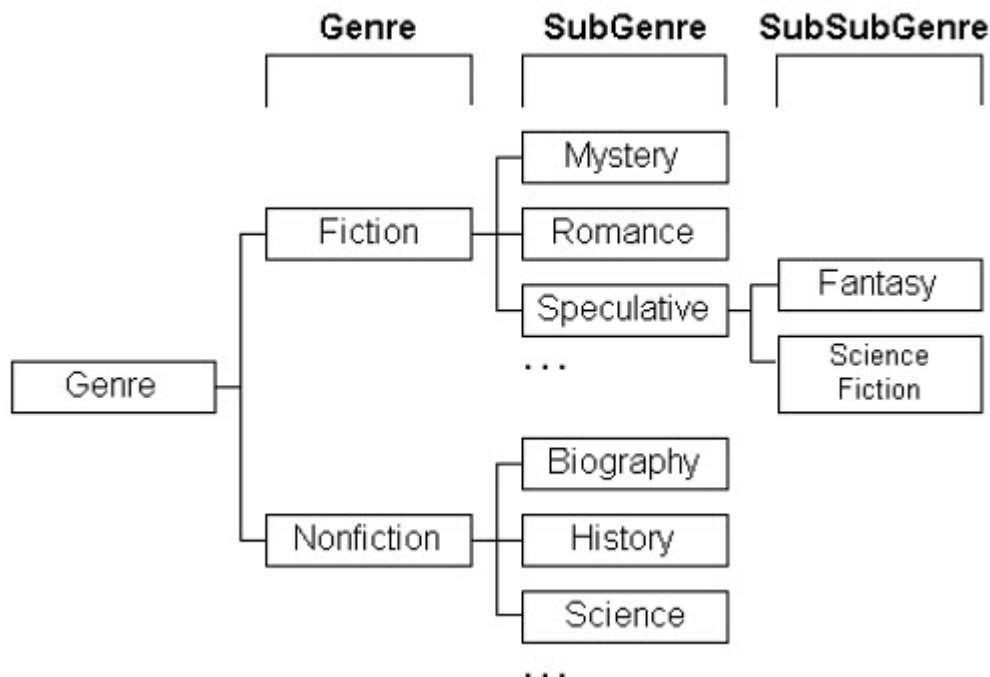 Genre SubGenre SubSubGenre
Mystery
Fiction
Romance
Speculative
Fantasy
Science
Fiction
. . .
Genre
Biography
Nonfiction
History
Science
. . .